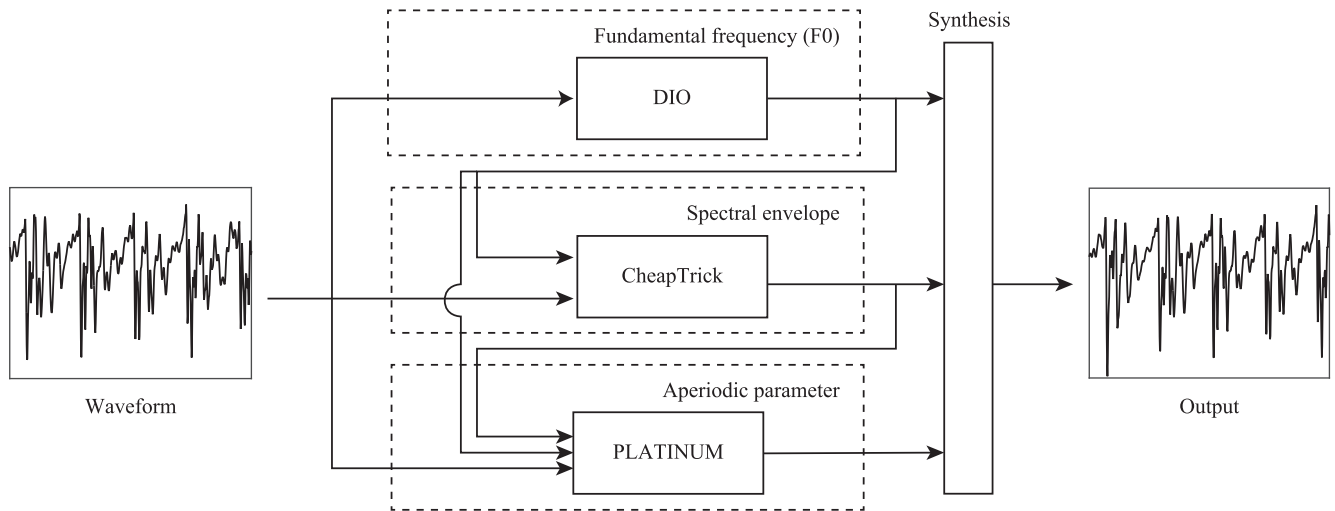 Synthesis
Fundamental frequency (F0)
DIO
Spectral envelope
CheapTrick
Aperiodic parameter
PLATINUM
Waveform
Output